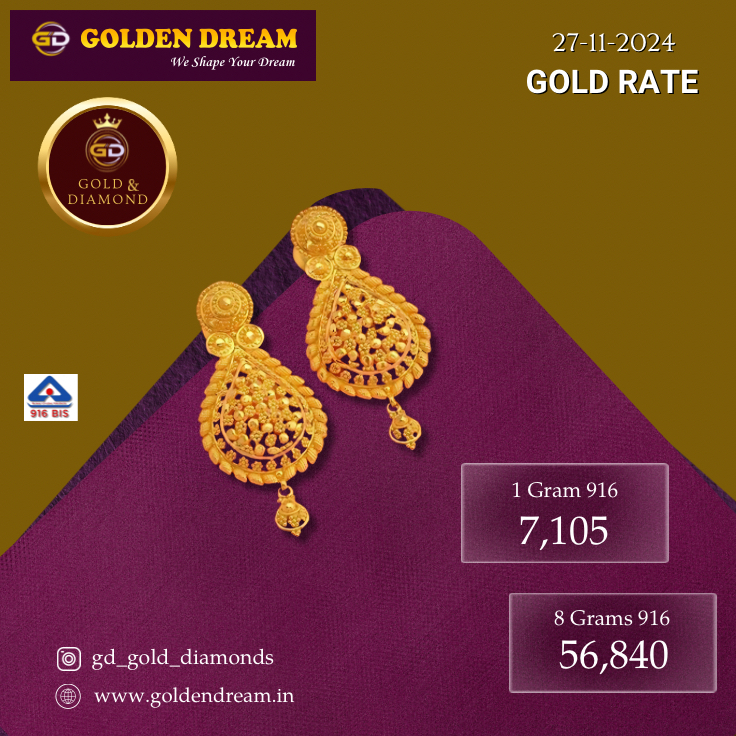 GD GOLDEN DREAM
We Shape Your Dream
27-11-2024
GOLD RATE
GD
GOLD &
DIAMOND
916 BIS
1 Gram 916
7,105
8 Grams 916
56,840
gd_gold_diamonds
www.goldendream.in